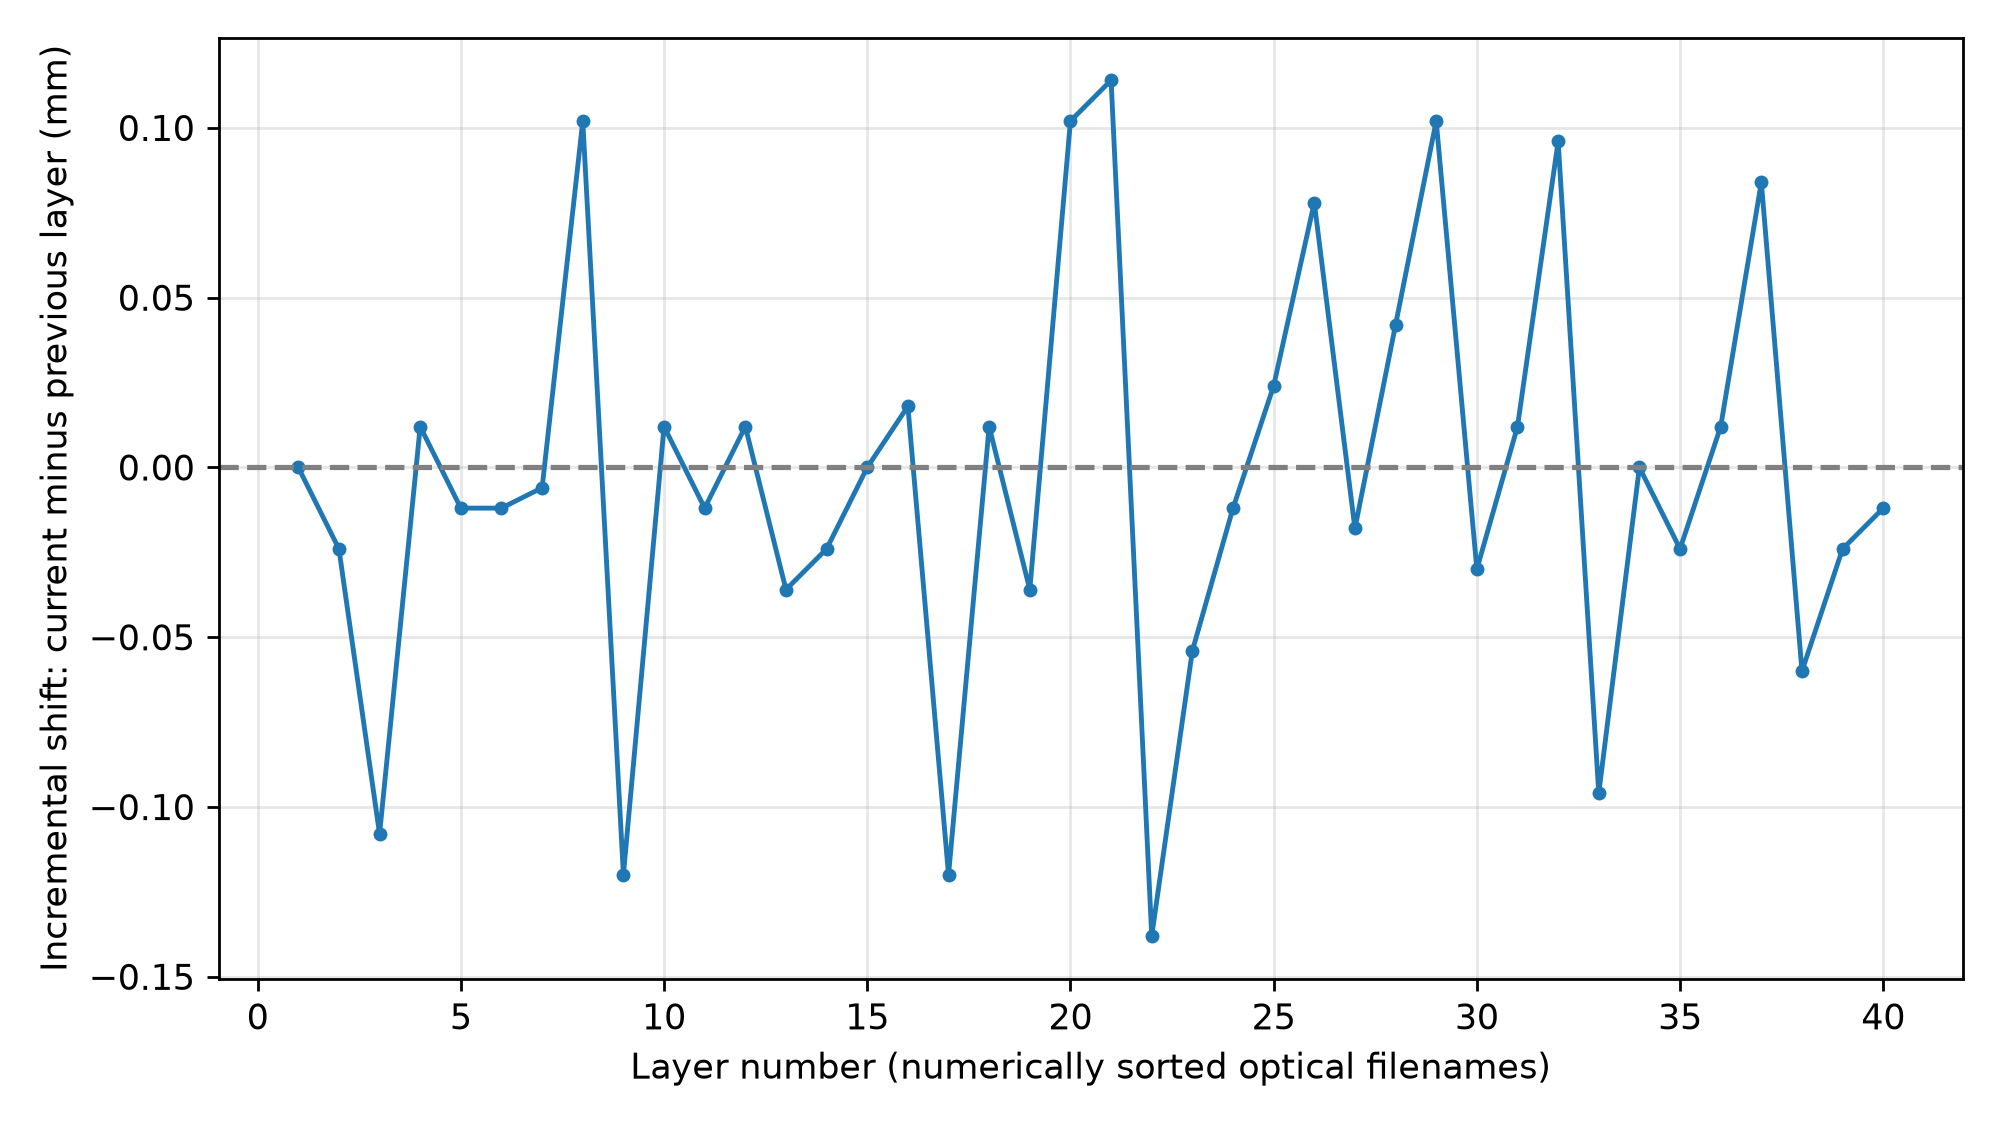 Incremental shift: current minus previous layer (mm)
0.10
0.05
0.00
−0.05
−0.10
−0.15
0 5 10 15 20 25 30 35 40
Layer number (numerically sorted optical filenames)